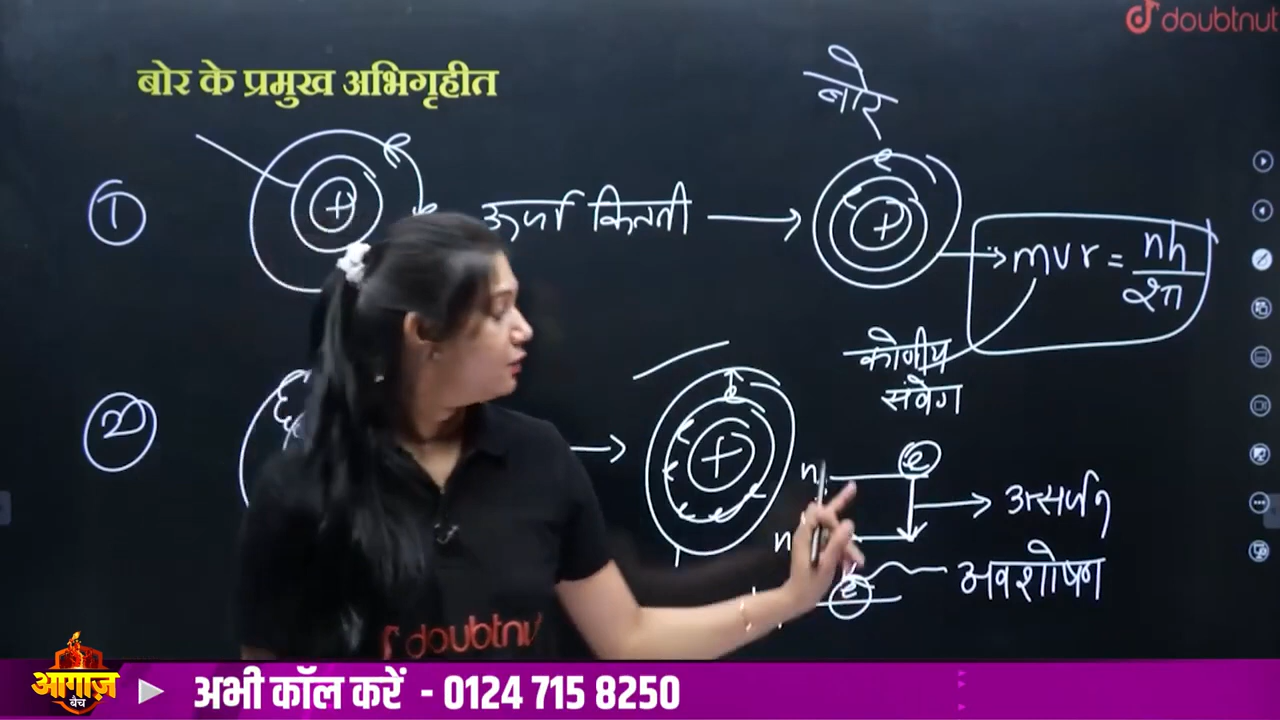 doubtnut
बोर के प्रमुख अभिगृहीत
बोर
1
e
+
ऊर्जा कितनी
e
+
mvr = nh/2π
कोणीय
संवेग
2
e
+
n
e
उत्सर्जन
n
e
अवशोषण
doubtnut
आगाज़
बैच
अभी कॉल करें - 0124 715 8250